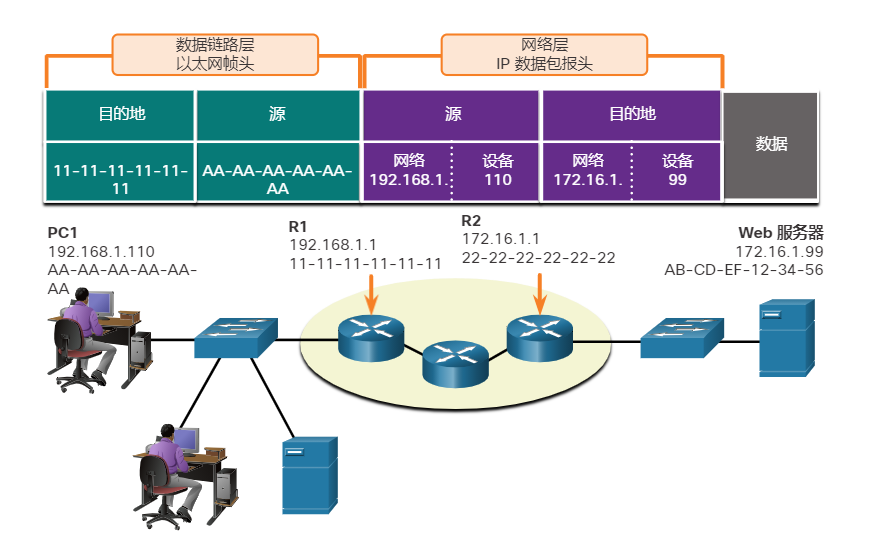 数据链路层
以太网帧头
网络层
IP 数据包报头
目的地
源
源
目的地
数据
11-11-11-11-11-
11
AA-AA-AA-AA-AA-
AA
网络
192.168.1.
设备
110
网络
172.16.1.
设备
99
PC1
192.168.1.110
AA-AA-AA-AA-AA-
AA
R1
192.168.1.1
11-11-11-11-11-11
R2
172.16.1.1
22-22-22-22-22-22
Web 服务器
172.16.1.99
AB-CD-EF-12-34-56